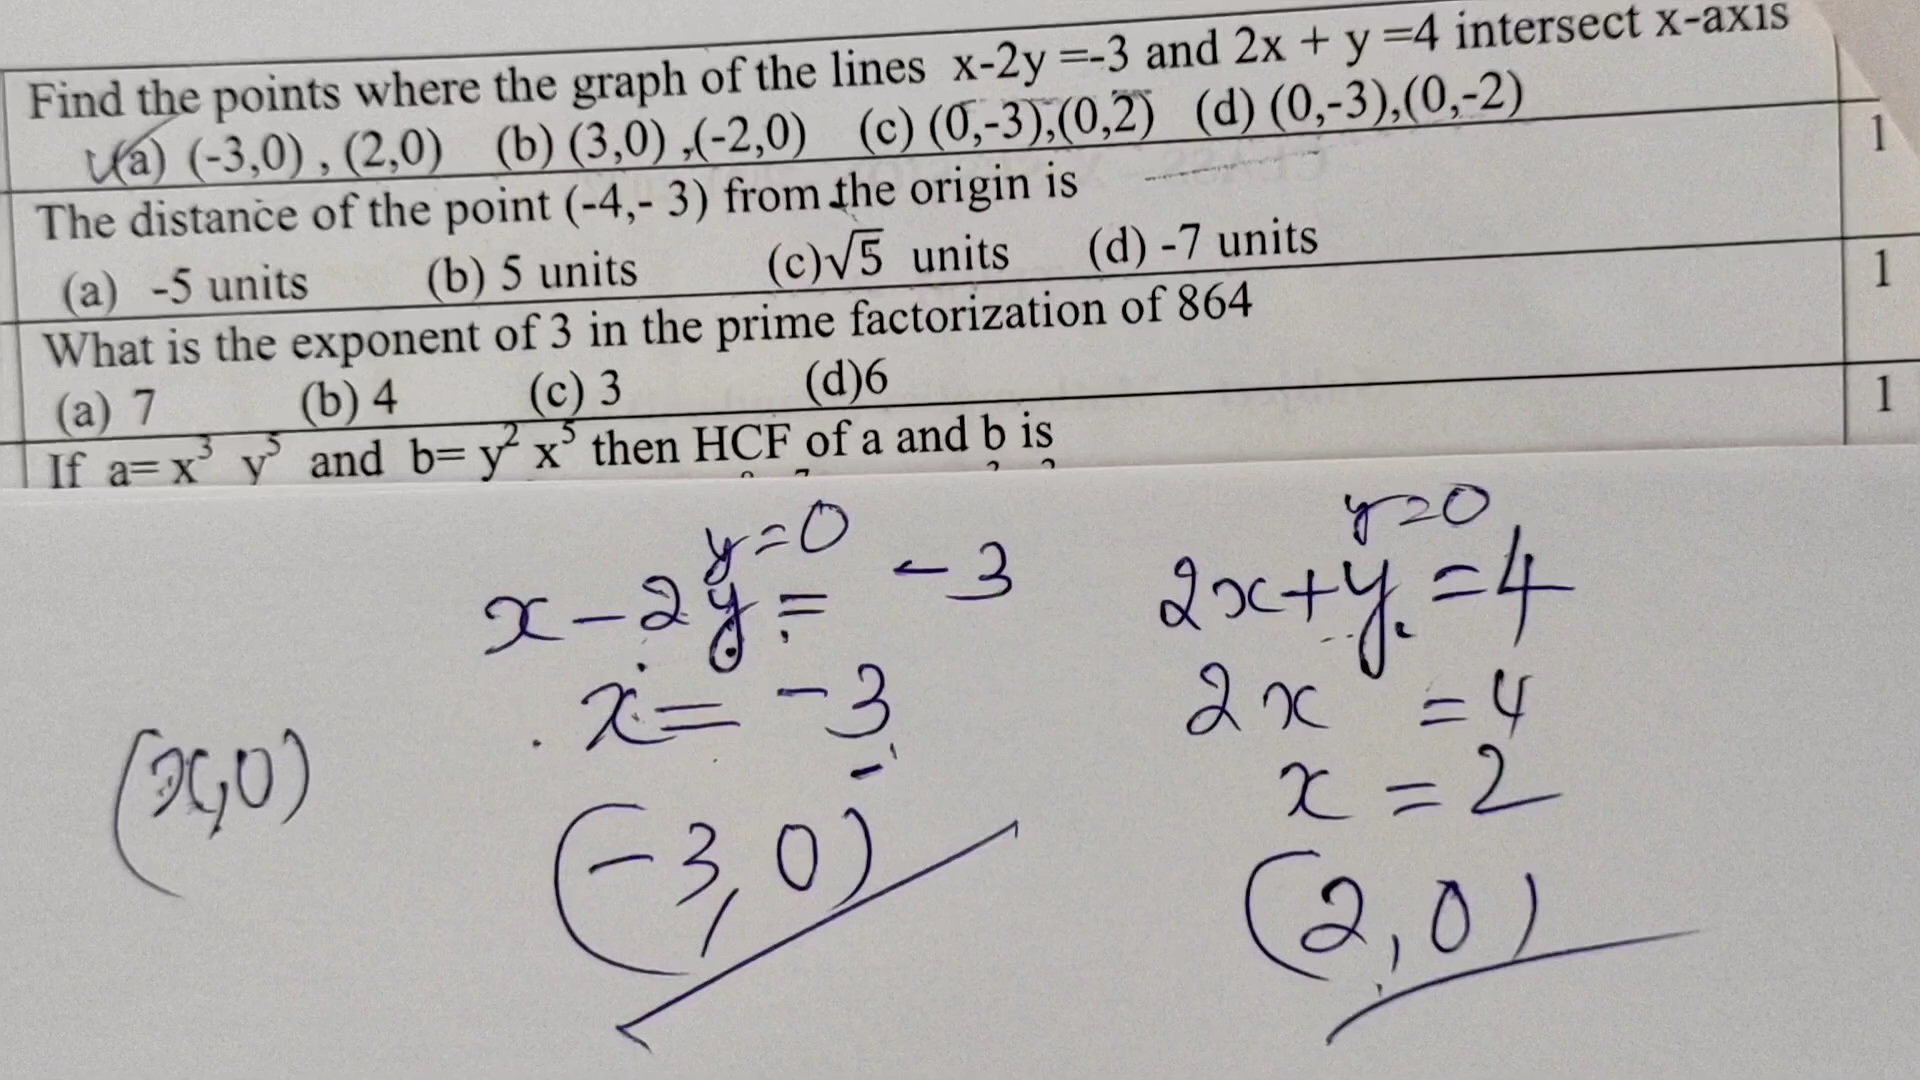 Find the points where the graph of the lines x-2y =-3 and 2x + y =4 intersect x-axis
(a) (-3,0) , (2,0) (b) (3,0) ,(-2,0) (c) (0,-3),(0,2) (d) (0,-3),(0,-2)
1
The distance of the point (-4,- 3) from the origin is
(a) -5 units (b) 5 units (c)√5 units (d) -7 units
1
What is the exponent of 3 in the prime factorization of 864
(a) 7 (b) 4 (c) 3 (d)6
1
If a= x³ y⁵ and b= y² x⁵ then HCF of a and b is
y=0
x-2y = -3
x = -3
(-3,0)
y=0
2x+y =4
2x =4
x = 2
(2,0)
(x,0)